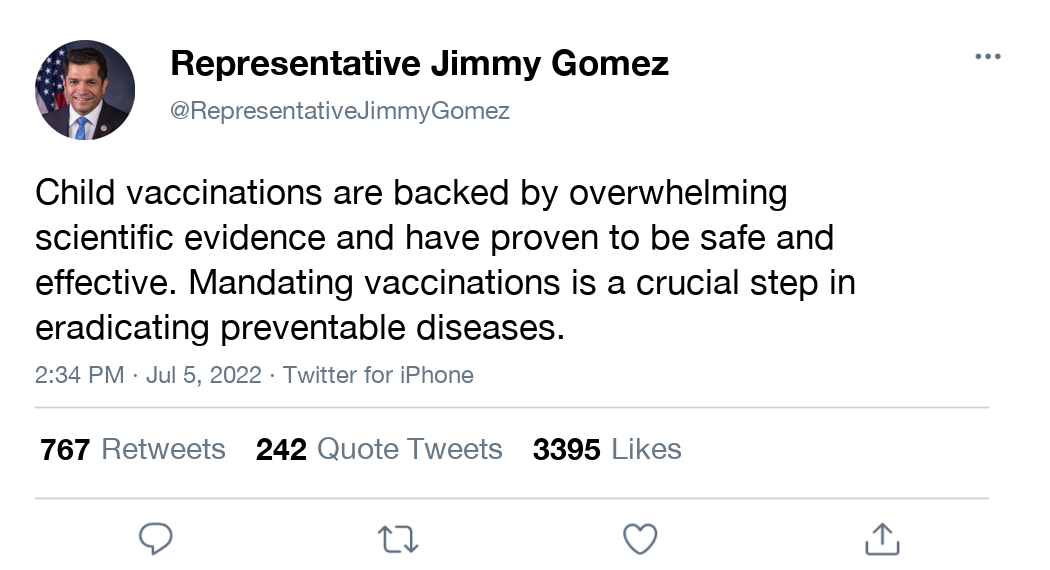 Representative Jimmy Gomez
@RepresentativeJimmyGomez
Child vaccinations are backed by overwhelming
scientific evidence and have proven to be safe and
effective. Mandating vaccinations is a crucial step in
eradicating preventable diseases.
2:34 PM · Jul 5, 2022 · Twitter for iPhone
767 Retweets 242 Quote Tweets 3395 Likes